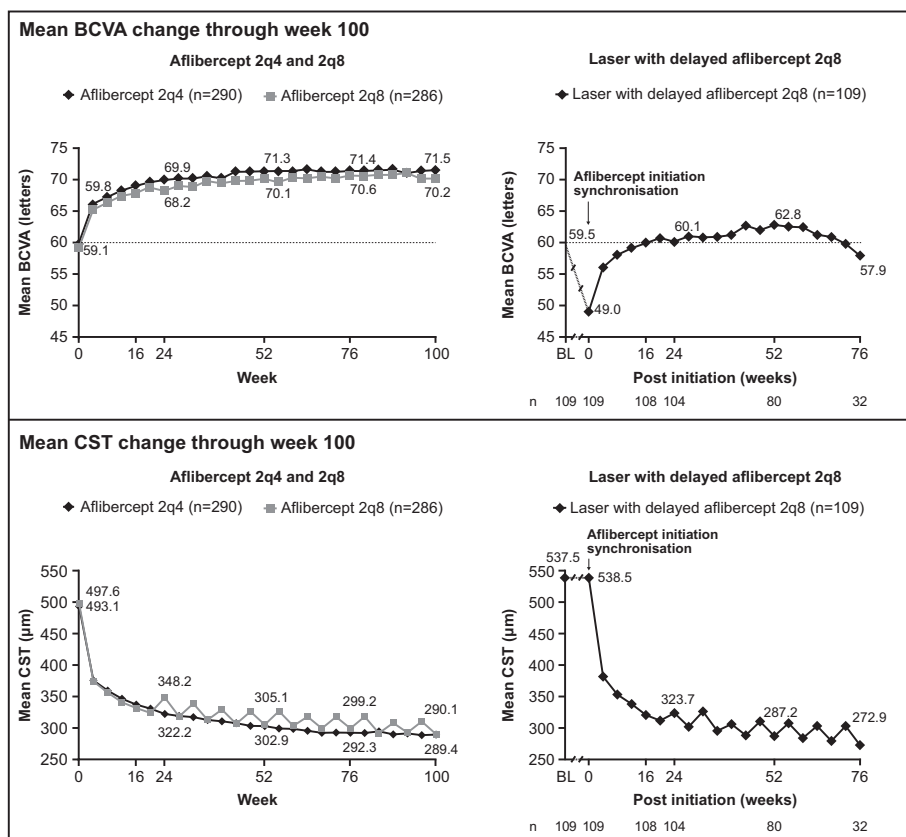 Mean BCVA change through week 100
Aflibercept 2q4 and 2q8
Aflibercept 2q4 (n=290) Aflibercept 2q8 (n=286)
Mean BCVA (letters)
75
70
65
60
55
50
45
59.8
59.1
69.9
68.2
71.3
70.1
71.4
70.6
71.5
70.2
0 16 24 52 76 100
Week
Laser with delayed aflibercept 2q8
Laser with delayed aflibercept 2q8 (n=109)
Mean BCVA (letters)
75
70
65
60
55
50
45
Aflibercept initiation
synchronisation
59.5
49.0
60.1
62.8
57.9
BL 0 16 24 52 76
Post initiation (weeks)
n 109 109 108 104 80 32
Mean CST change through week 100
Aflibercept 2q4 and 2q8
Aflibercept 2q4 (n=290) Aflibercept 2q8 (n=286)
Mean CST (µm)
550
500
450
400
350
300
250
497.6
493.1
348.2
322.2
305.1
302.9
299.2
292.3
290.1
289.4
0 16 24 52 76 100
Week
Laser with delayed aflibercept 2q8
Laser with delayed aflibercept 2q8 (n=109)
Aflibercept initiation
synchronisation
Mean CST (µm)
550
500
450
400
350
300
250
537.5
538.5
323.7
287.2
272.9
BL 0 16 24 52 76
Post initiation (weeks)
n 109 109 108 104 80 32